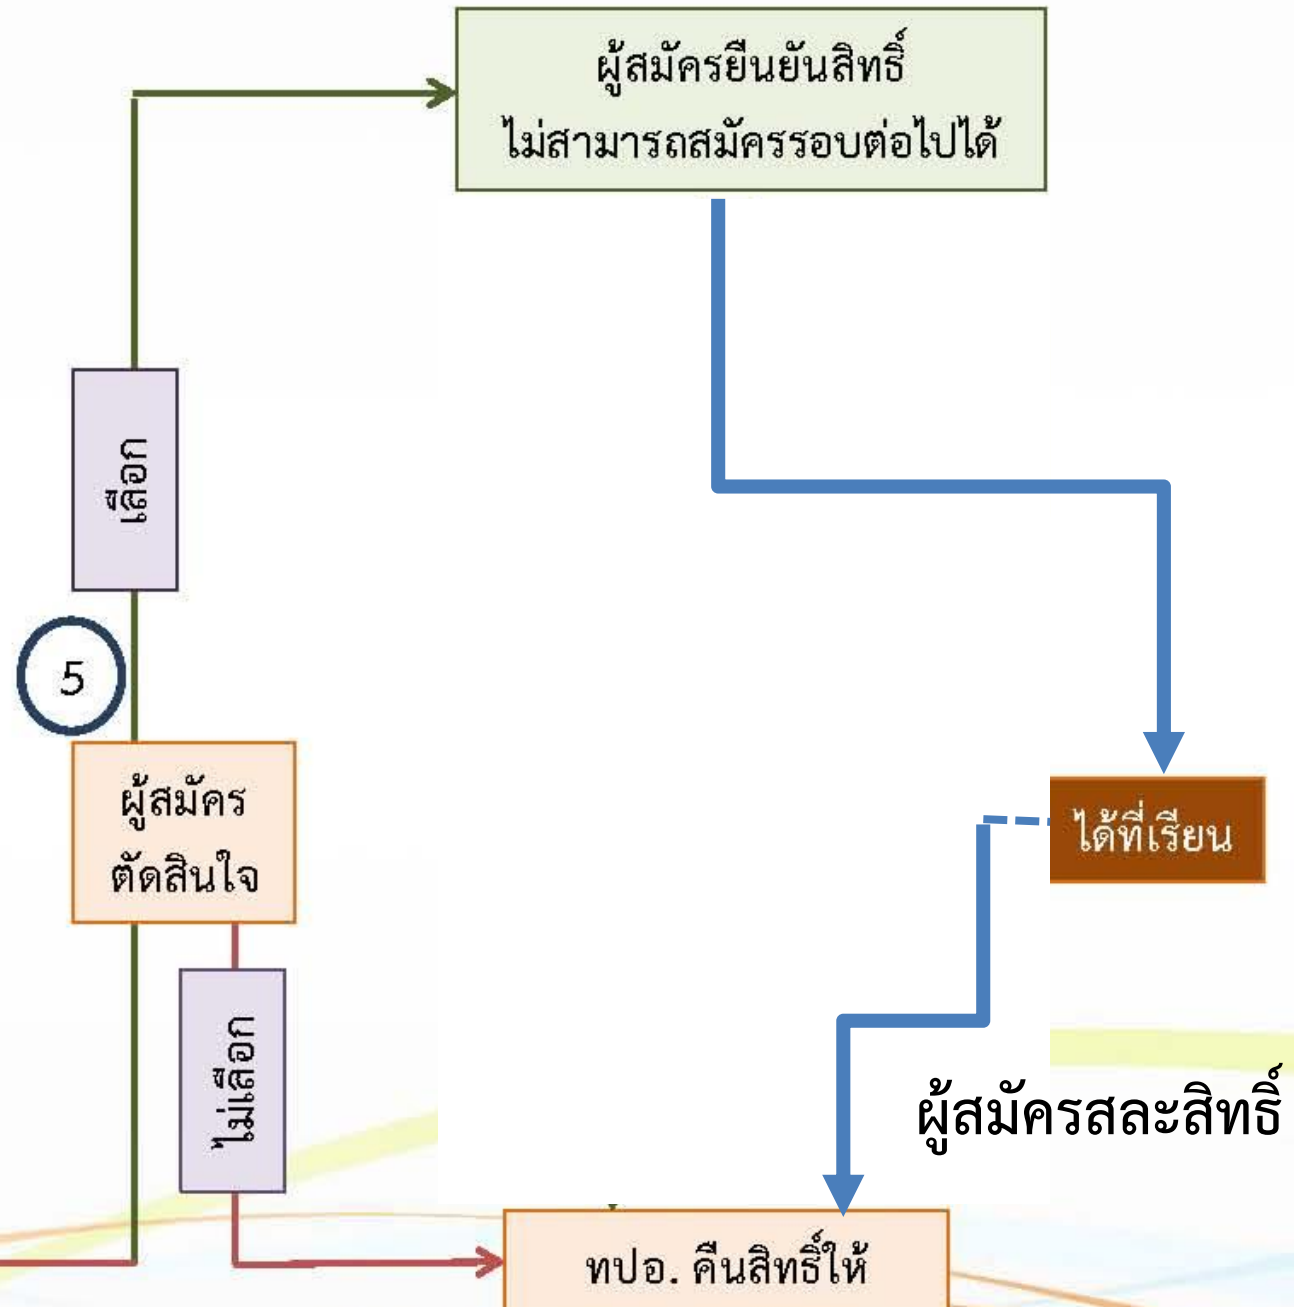 ผู้สมัครยืนยันสิทธิ์
ไม่สามารถสมัครรอบต่อไปได้
เลือก
5
ผู้สมัคร
ตัดสินใจ
ได้ที่เรียน
ไม่เลือก
ผู้สมัครสละสิทธิ์
ทปอ. คืนสิทธิ์ให้